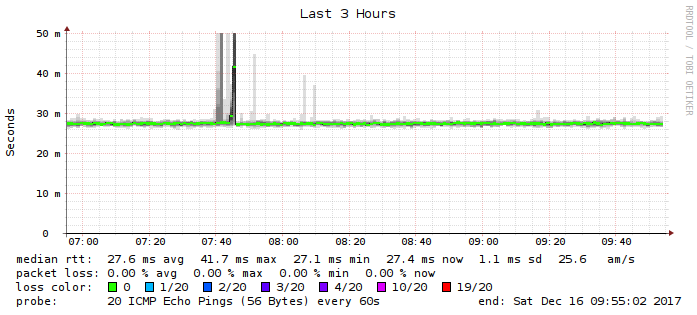 Last 3 Hours
RRDTOOL / TOBI OETIKER
Seconds
50 m
40 m
30 m
20 m
10 m
0
07:00 07:20 07:40 08:00 08:20 08:40 09:00 09:20 09:40
median rtt: 27.6 ms avg 41.7 ms max 27.1 ms min 27.4 ms now 1.1 ms sd 25.6 am/s
packet loss: 0.00 % avg 0.00 % max 0.00 % min 0.00 % now
loss color: 0 1/20 2/20 3/20 4/20 10/20 19/20
probe: 20 ICMP Echo Pings (56 Bytes) every 60s end: Sat Dec 16 09:55:02 2017